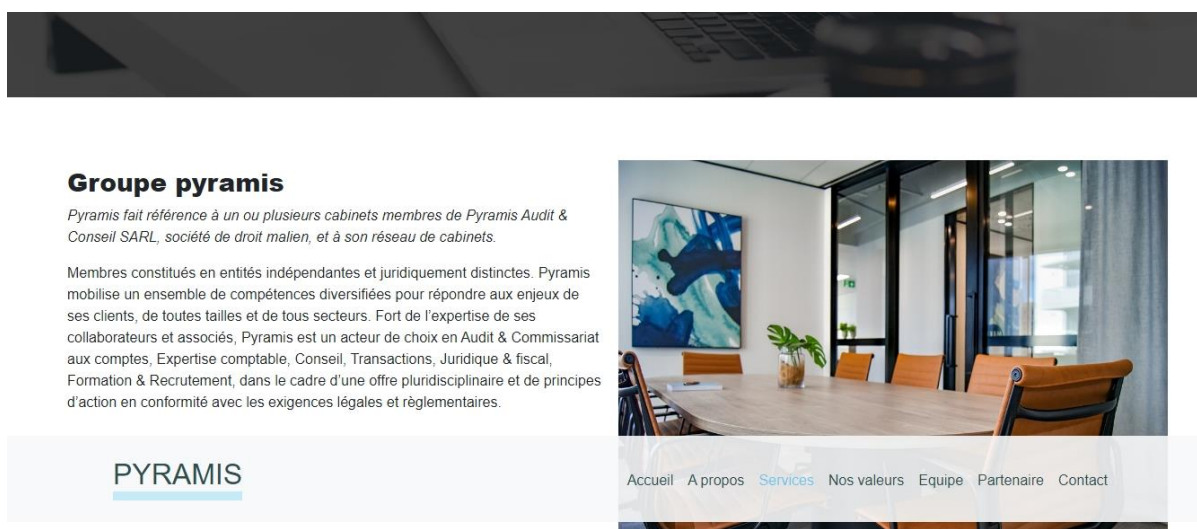 Groupe pyramis
Pyramis fait référence à un ou plusieurs cabinets membres de Pyramis Audit &
Conseil SARL, société de droit malien, et à son réseau de cabinets.
Membres constitués en entités indépendantes et juridiquement distinctes. Pyramis
mobilise un ensemble de compétences diversifiées pour répondre aux enjeux de
ses clients, de toutes tailles et de tous secteurs. Fort de l’expertise de ses
collaborateurs et associés, Pyramis est un acteur de choix en Audit & Commissariat
aux comptes, Expertise comptable, Conseil, Transactions, Juridique & fiscal,
Formation & Recrutement, dans le cadre d’une offre pluridisciplinaire et de principes
d’action en conformité avec les exigences légales et règlementaires.
PYRAMIS
Accueil A propos Services Nos valeurs Equipe Partenaire Contact